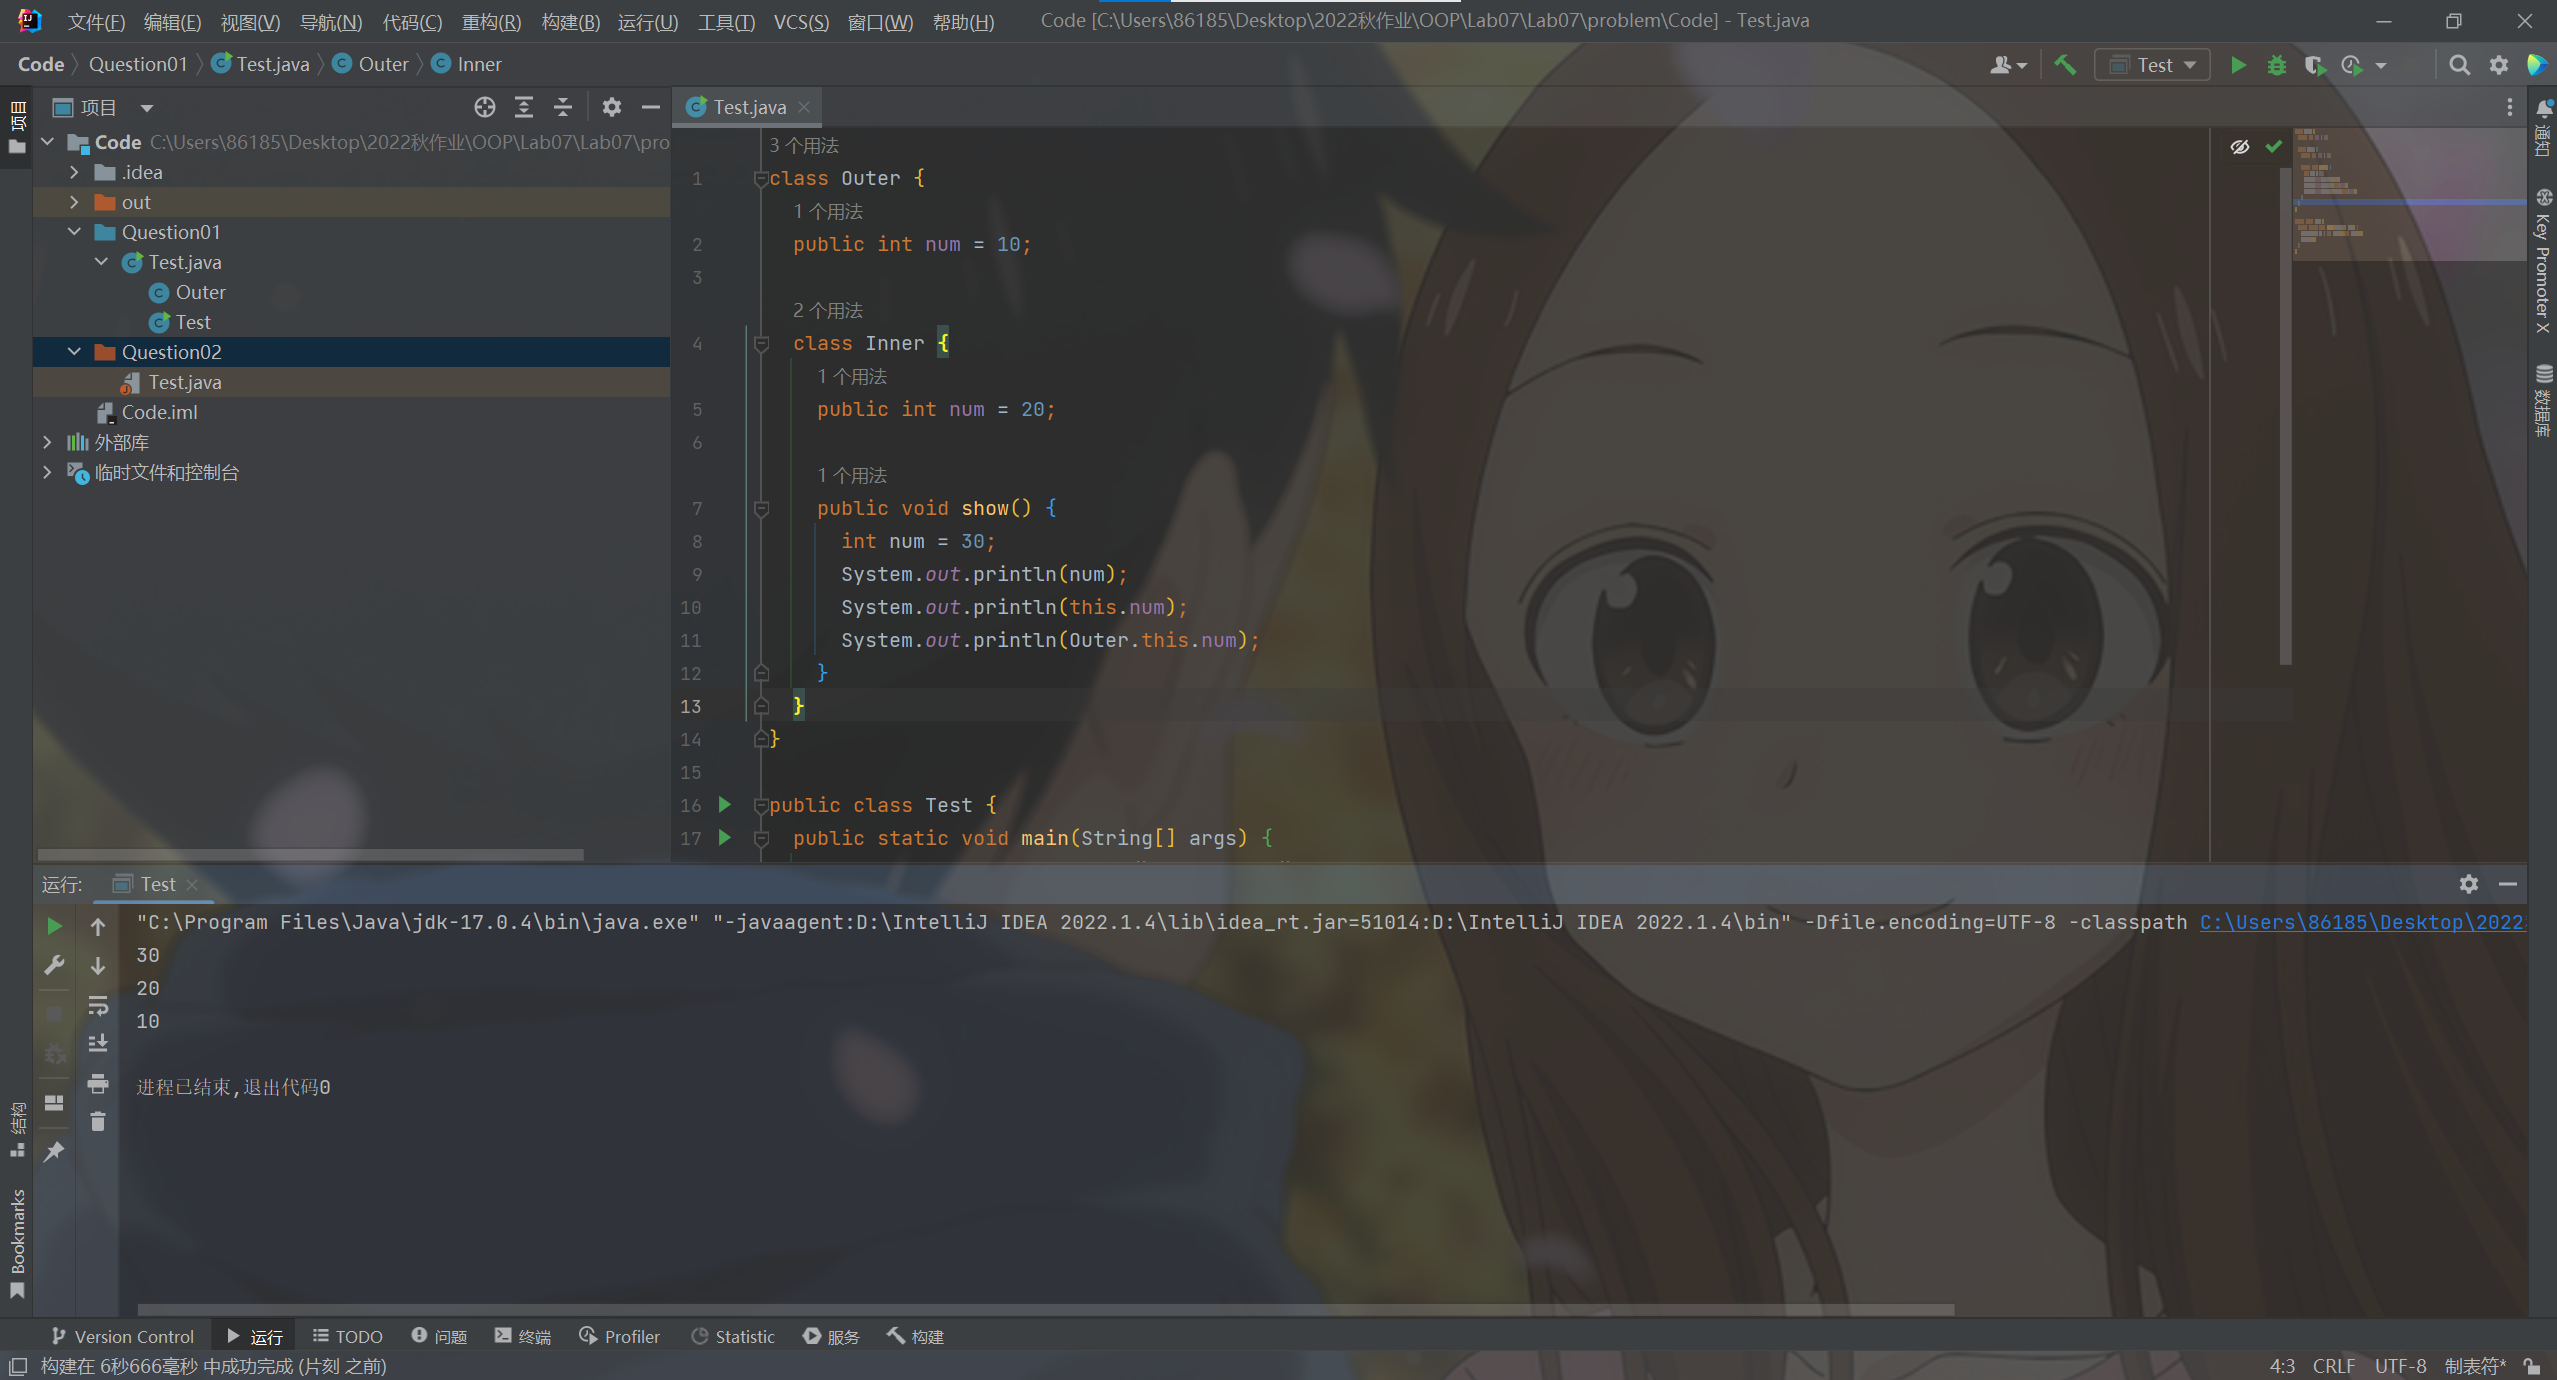 文件(F) 编辑(E) 视图(V) 导航(N) 代码(C) 重构(R) 构建(B) 运行(U) 工具(T) VCS(S) 窗口(W) 帮助(H) Code [C:\Users\86185\Desktop\2022秋作业\OOP\Lab07\Lab07\problem\Code] - Test.java
Code Question01 Test.java Outer Inner
Test
项目
项目
Code C:\Users\86185\Desktop\2022秋作业\OOP\Lab07\Lab07\pro
.idea
out
Question01
Test.java
Outer
Test
Question02
Test.java
Code.iml
外部库
临时文件和控制台
Test.java
3 个用法
1 class Outer {
1 个用法
2 public int num = 10;
3
2 个用法
4 class Inner {
1 个用法
5 public int num = 20;
6
1 个用法
7 public void show() {
8 int num = 30;
9 System.out.println(num);
10 System.out.println(this.num);
11 System.out.println(Outer.this.num);
12 }
13 }
14 }
15
16 public class Test {
17 public static void main(String[] args) {
通知
Key Promoter X
数据库
运行: Test
"C:\Program Files\Java\jdk-17.0.4\bin\java.exe" "-javaagent:D:\IntelliJ IDEA 2022.1.4\lib\idea_rt.jar=51014:D:\IntelliJ IDEA 2022.1.4\bin" -Dfile.encoding=UTF-8 -classpath C:\Users\86185\Desktop\2022
30
20
10
进程已结束,退出代码0
结构
Bookmarks
Version Control 运行 TODO 问题 终端 Profiler Statistic 服务 构建
构建在 6秒666毫秒 中成功完成 (片刻 之前)
4:3 CRLF UTF-8 制表符*